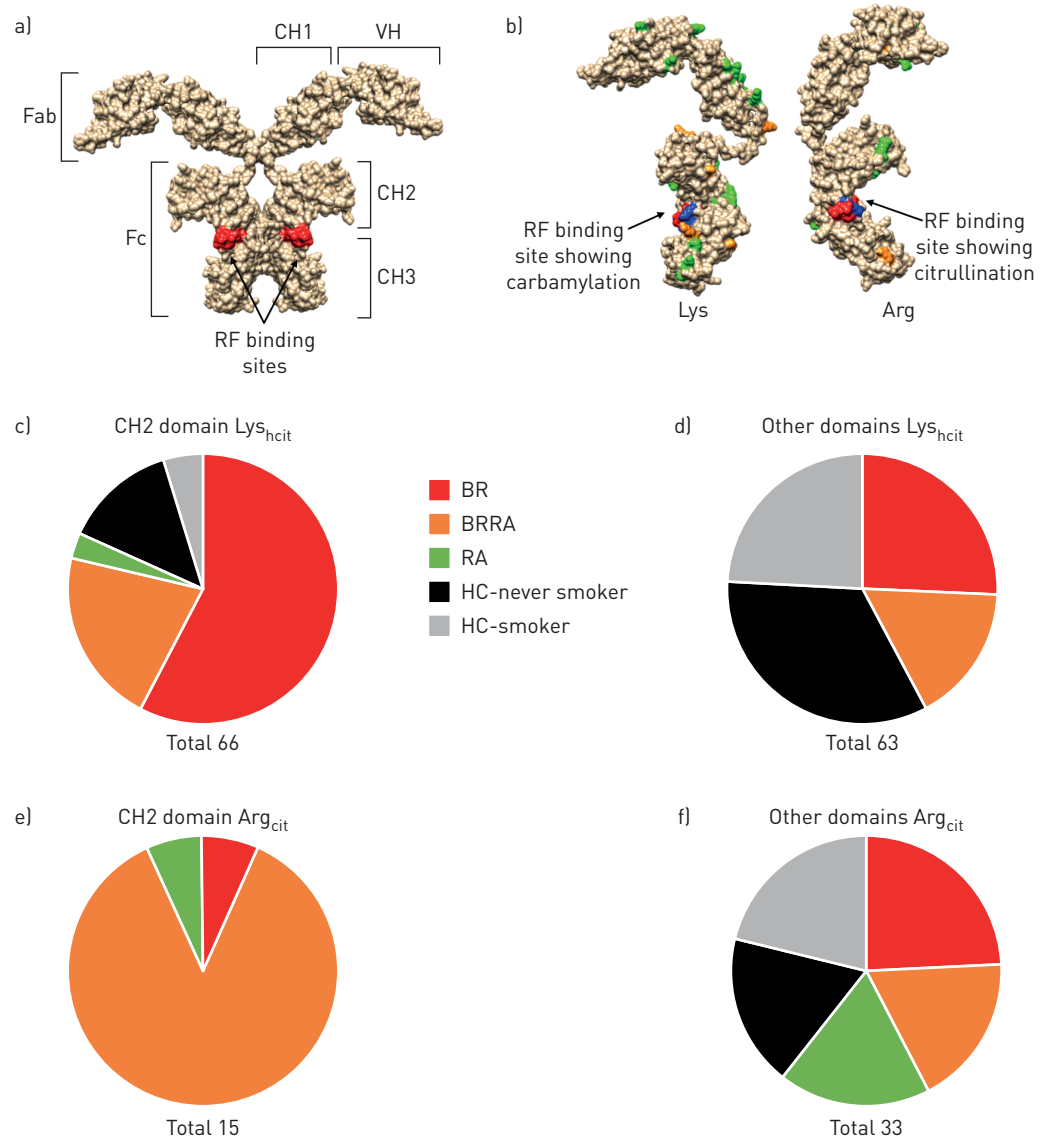 a)
CH1
VH
Fab
Fc
CH2
CH3
RF binding
sites
b)
RF binding
site showing
carbamylation
Lys
RF binding
site showing
citrullination
Arg
c)
CH2 domain Lyshcit
Total 66
BR
BRRA
RA
HC-never smoker
HC-smoker
d)
Other domains Lyshcit
Total 63
e)
CH2 domain Argcit
Total 15
f)
Other domains Argcit
Total 33